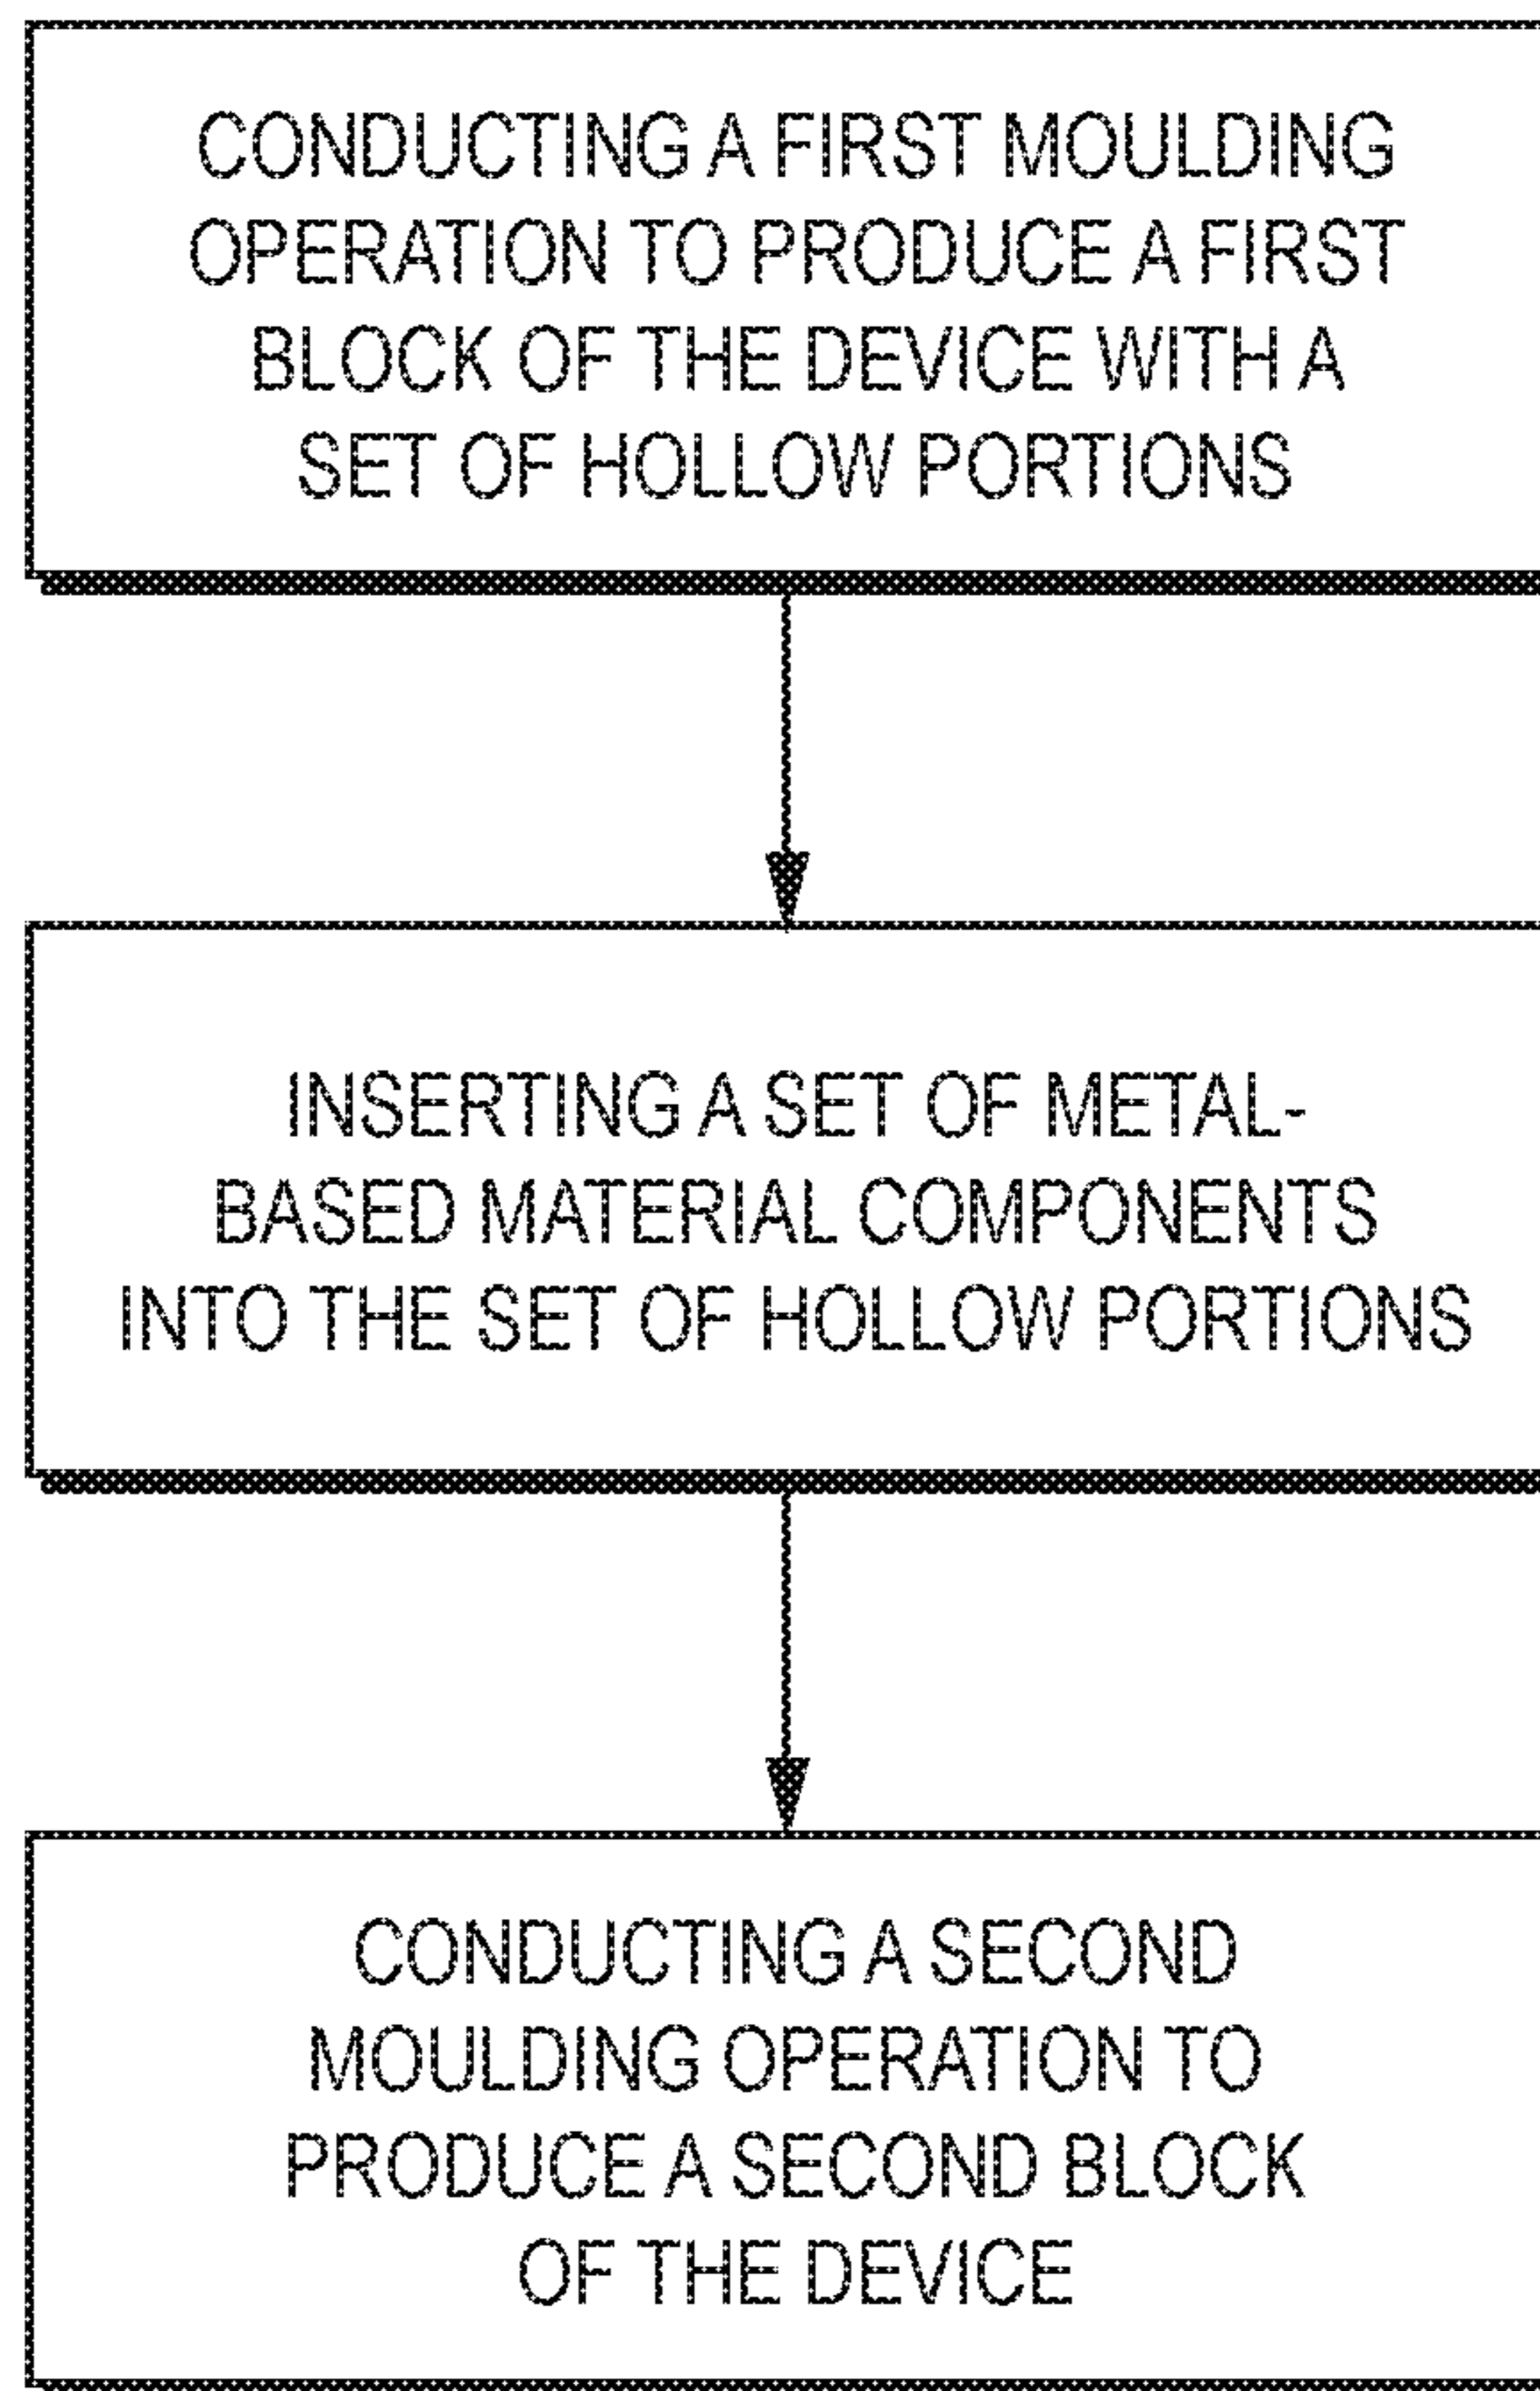 CONDUCTING A FIRST MOULDING
OPERATION TO PRODUCE A FIRST
BLOCK OF THE DEVICE WITH A
SET OF HOLLOW PORTIONS
INSERTING A SET OF METAL-
BASED MATERIAL COMPONENTS
INTO THE SET OF HOLLOW PORTIONS
CONDUCTING A SECOND
MOULDING OPERATION TO
PRODUCE A SECOND BLOCK
OF THE DEVICE